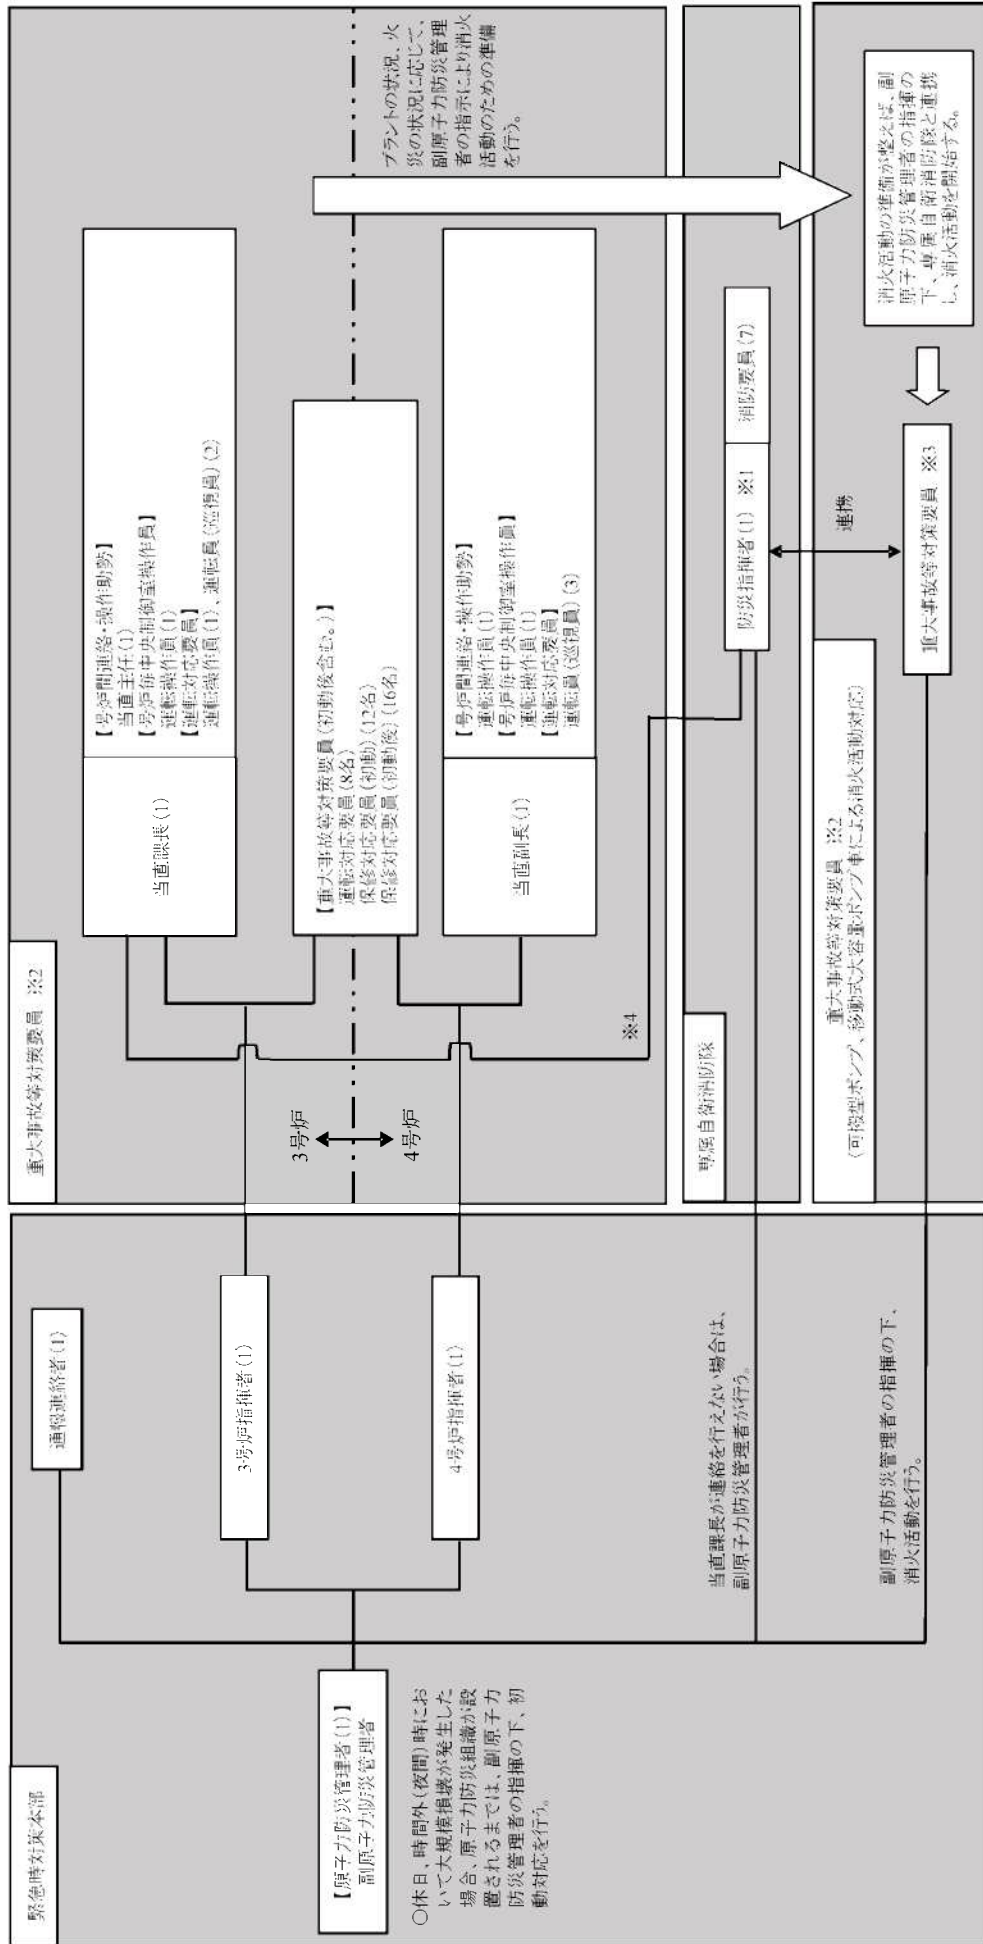 緊急時対策本部
【原子力防災管理者(1)】
副原子力防災管理者
○休日、時間外(夜間)時にお
いて大規模損壊が発生した
場合、原子力防災組織が設
置されるまでは、副原子力
防災管理者の指揮の下、初
動対応を行う。
通報連絡者(1)
3号炉指揮者(1)
4号炉指揮者(1)
当直課長が連絡を行えない場合は、
副原子力防災管理者が行う。
副原子力防災管理者の指揮の下、
消火活動を行う。
重大事故等対策要員 ※2
3号炉
4号炉
当直課長(1)
【号炉間連絡・操作助勢】
当直主任(1)
【号炉毎中央制御室操作員】
運転操作員(1)
【運転対応要員】
運転操作員(1)、運転員(巡視員)(2)
【重大事故等対策要員(初動後含む。)】
運転対応要員(8名)
保修対応要員(初動)(12名)
保修対応要員(初動後)(16名)
当直副長(1)
【号炉間連絡・操作助勢】
運転操作員(1)
【号炉毎中央制御室操作員】
運転操作員(1)
【運転対応要員】
運転員(巡視員)(3)
※4
プラントの状況、火
災の状況に応じて、
副原子力防災管理
者の指示により消火
活動のための準備
を行う。
専属自衛消防隊
防災指揮者(1) ※1
消防要員(7)
連携
重大事故等対策要員 ※2
(可搬型ポンプ、移動式大容量ポンプ車による消火活動対応)
重大事故等対策要員 ※3
消火活動の準備が整えば、副
原子力防災管理者の指揮の
下、専属自衛消防隊と連携
し、消火活動を開始する。